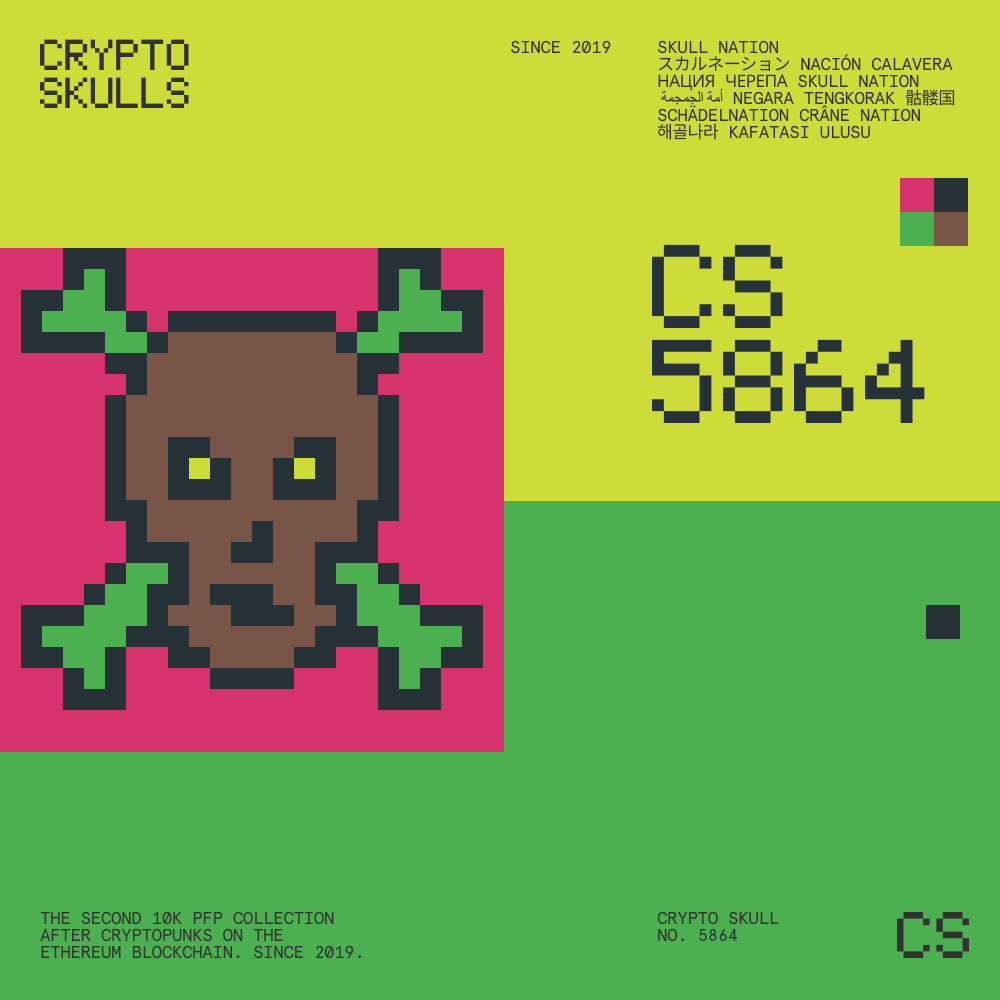 CRYPTO
SKULLS
SINCE 2019
SKULL NATION
スカルネーション NACIÓN CALAVERA
НАЦИЯ ЧЕРЕПА SKULL NATION
أمة الجمجمة NEGARA TENGKORAK 骷髅国
SCHÄDELNATION CRÂNE NATION
해골나라 KAFATASI ULUSU
CS
5864
THE SECOND 10K PFP COLLECTION
AFTER CRYPTOPUNKS ON THE
ETHEREUM BLOCKCHAIN. SINCE 2019.
CRYPTO SKULL
NO. 5864
CS